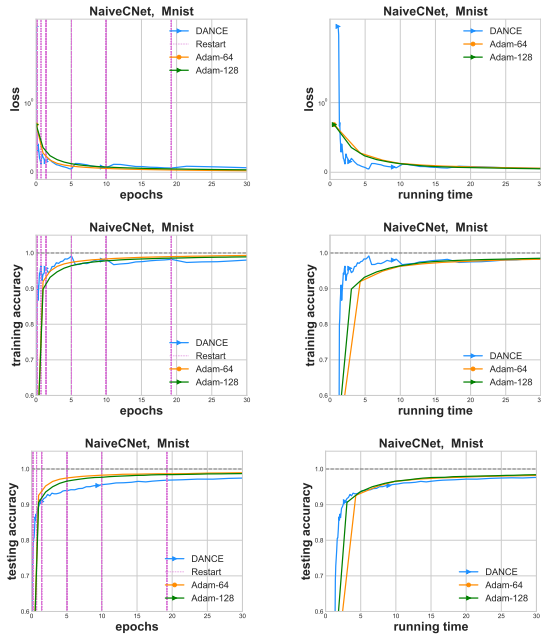 NaiveCNet, Mnist
DANCE
Restart
Adam-64
Adam-128
loss
10⁰
0
0 5 10 15 20 25 30
epochs
NaiveCNet, Mnist
DANCE
Adam-64
Adam-128
loss
10⁰
0
0 5 10 15 20 25 30
running time
NaiveCNet, Mnist
1.0
0.9
0.8
0.7
0.6
training accuracy
DANCE
Restart
Adam-64
Adam-128
0 5 10 15 20 25 30
epochs
NaiveCNet, Mnist
1.0
0.9
0.8
0.7
0.6
training accuracy
DANCE
Adam-64
Adam-128
0 5 10 15 20 25 30
running time
NaiveCNet, Mnist
1.0
0.9
0.8
0.7
0.6
testing accuracy
DANCE
Restart
Adam-64
Adam-128
0 5 10 15 20 25 30
epochs
NaiveCNet, Mnist
1.0
0.9
0.8
0.7
0.6
testing accuracy
DANCE
Adam-64
Adam-128
0 5 10 15 20 25 30
running time